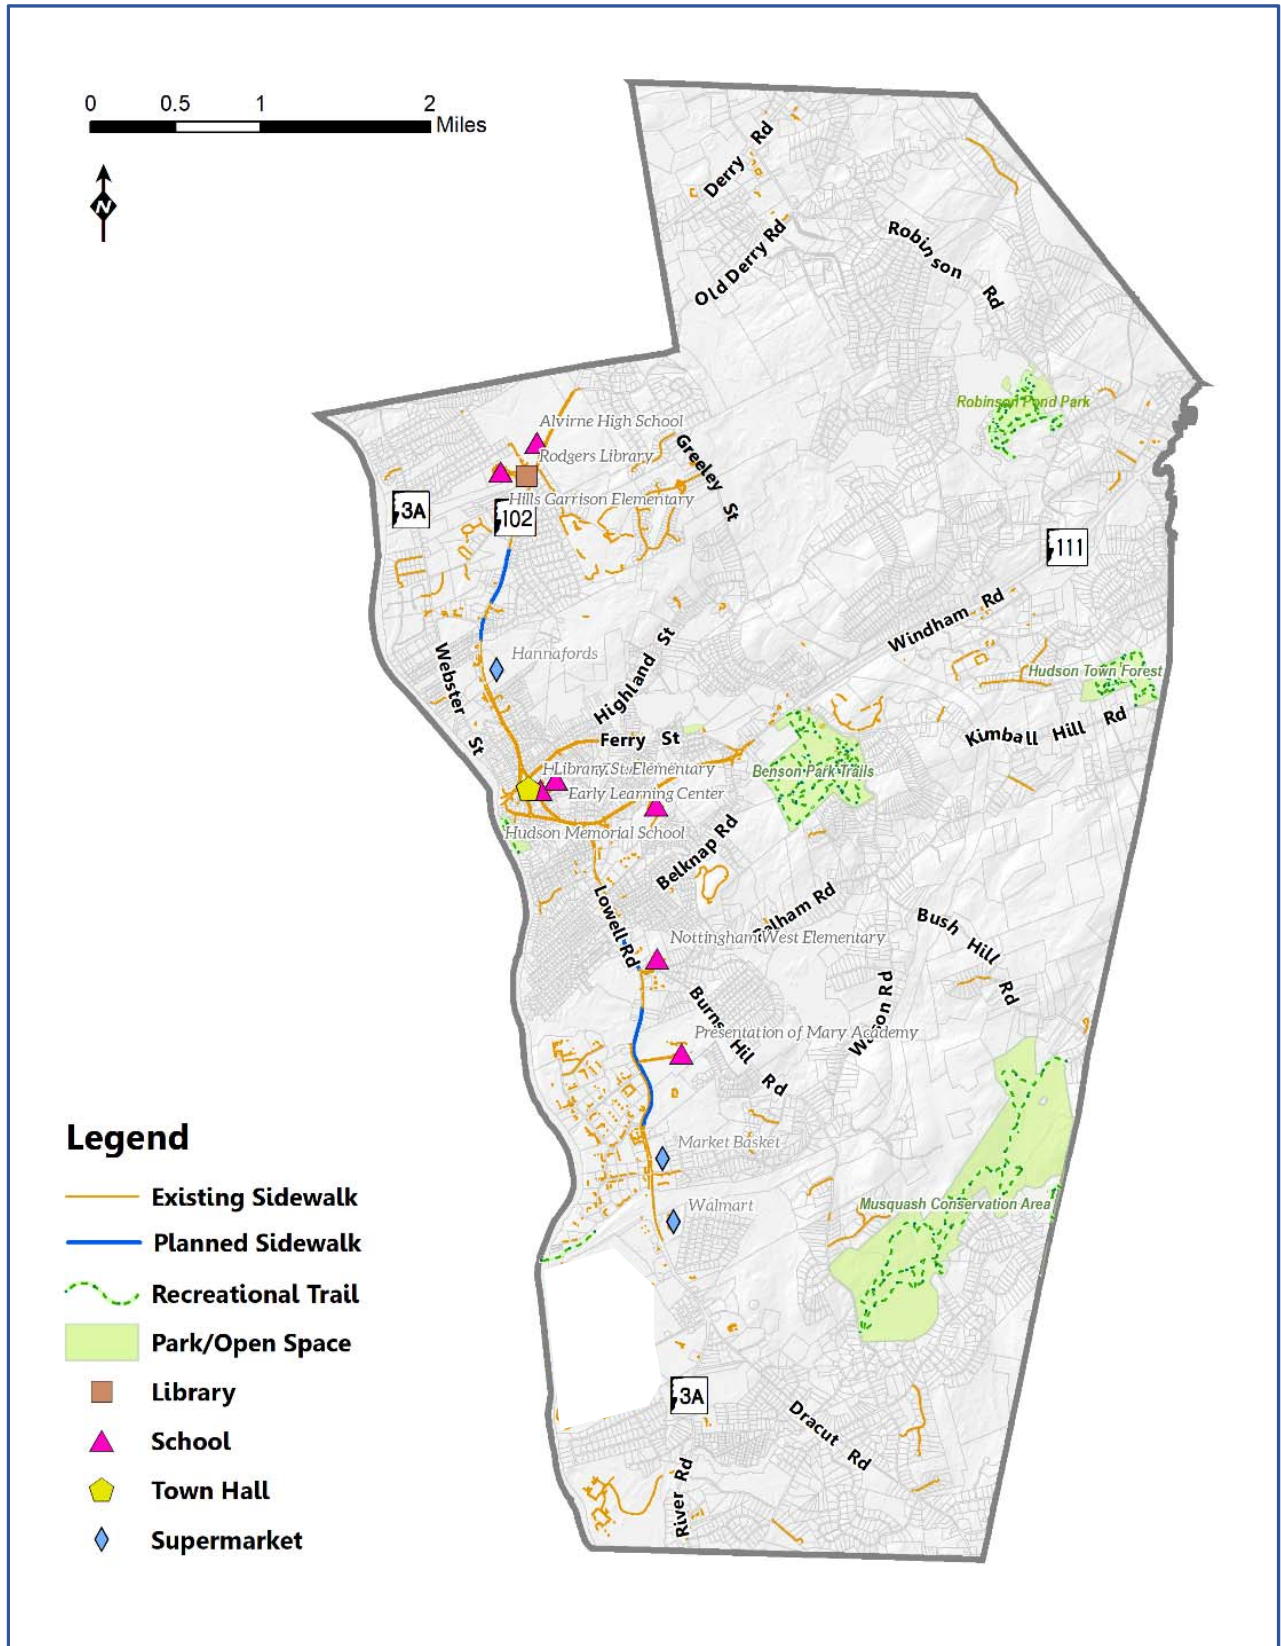 0 0.5 1 2
Miles
N
Derry Rd
Old Derry Rd
Robinson Rd
Robinson Pond Park
Alvirne High School
Rodgers Library
Greeley St
Hills Garrison Elementary
3A
102
111
Windham Rd
Highland St
Hannafords
Webster St
Hudson Town Forest
Kimball Hill Rd
Ferry St
Library St. Elementary
Benson Park Trails
Early Learning Center
Hudson Memorial School
Belknap Rd
Lowell Rd
Pelham Rd
Bush Hill Rd
Nottingham West Elementary
Wason Rd
Burns Hil Rd
Presentation of Mary Academy
Market Basket
Musquash Conservation Area
Walmart
3A
Dracut Rd
River Rd
Legend
Existing Sidewalk
Planned Sidewalk
Recreational Trail
Park/Open Space
Library
School
Town Hall
Supermarket